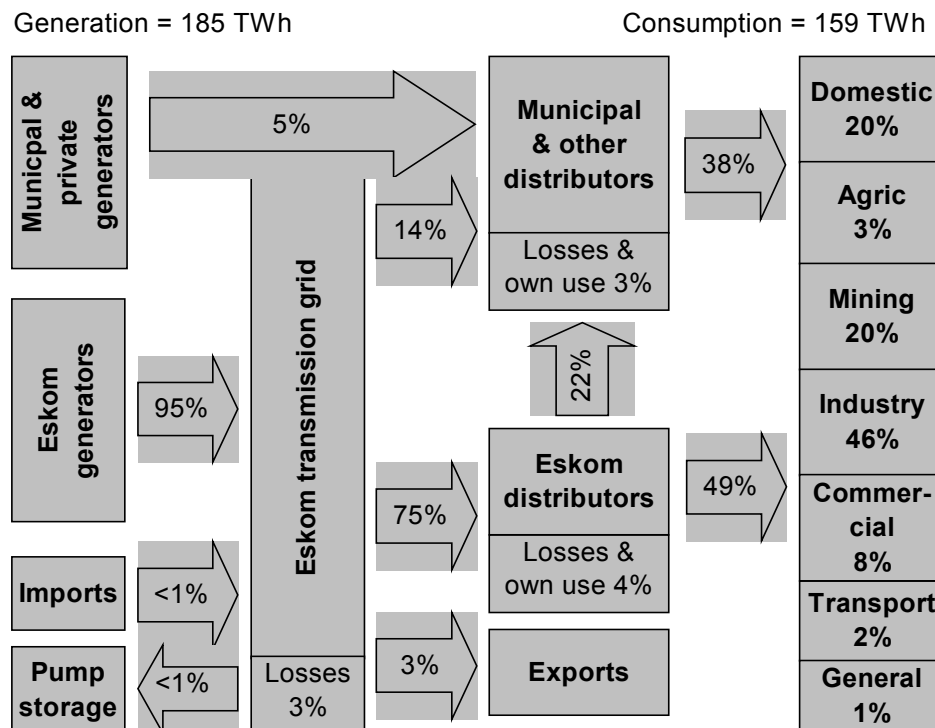 Generation = 185 TWh
Consumption = 159 TWh
Municpal &
private
generators
5%
Municipal
& other
distributors
Losses &
own use 3%
38%
14%
Eskom
generators
95%
Eskom transmission grid
Losses
3%
22%
75%
Eskom
distributors
Losses &
own use 4%
49%
Imports
<1%
Pump
storage
<1%
3%
Exports
Domestic
20%
Agric
3%
Mining
20%
Industry
46%
Commer-
cial
8%
Transport
2%
General
1%